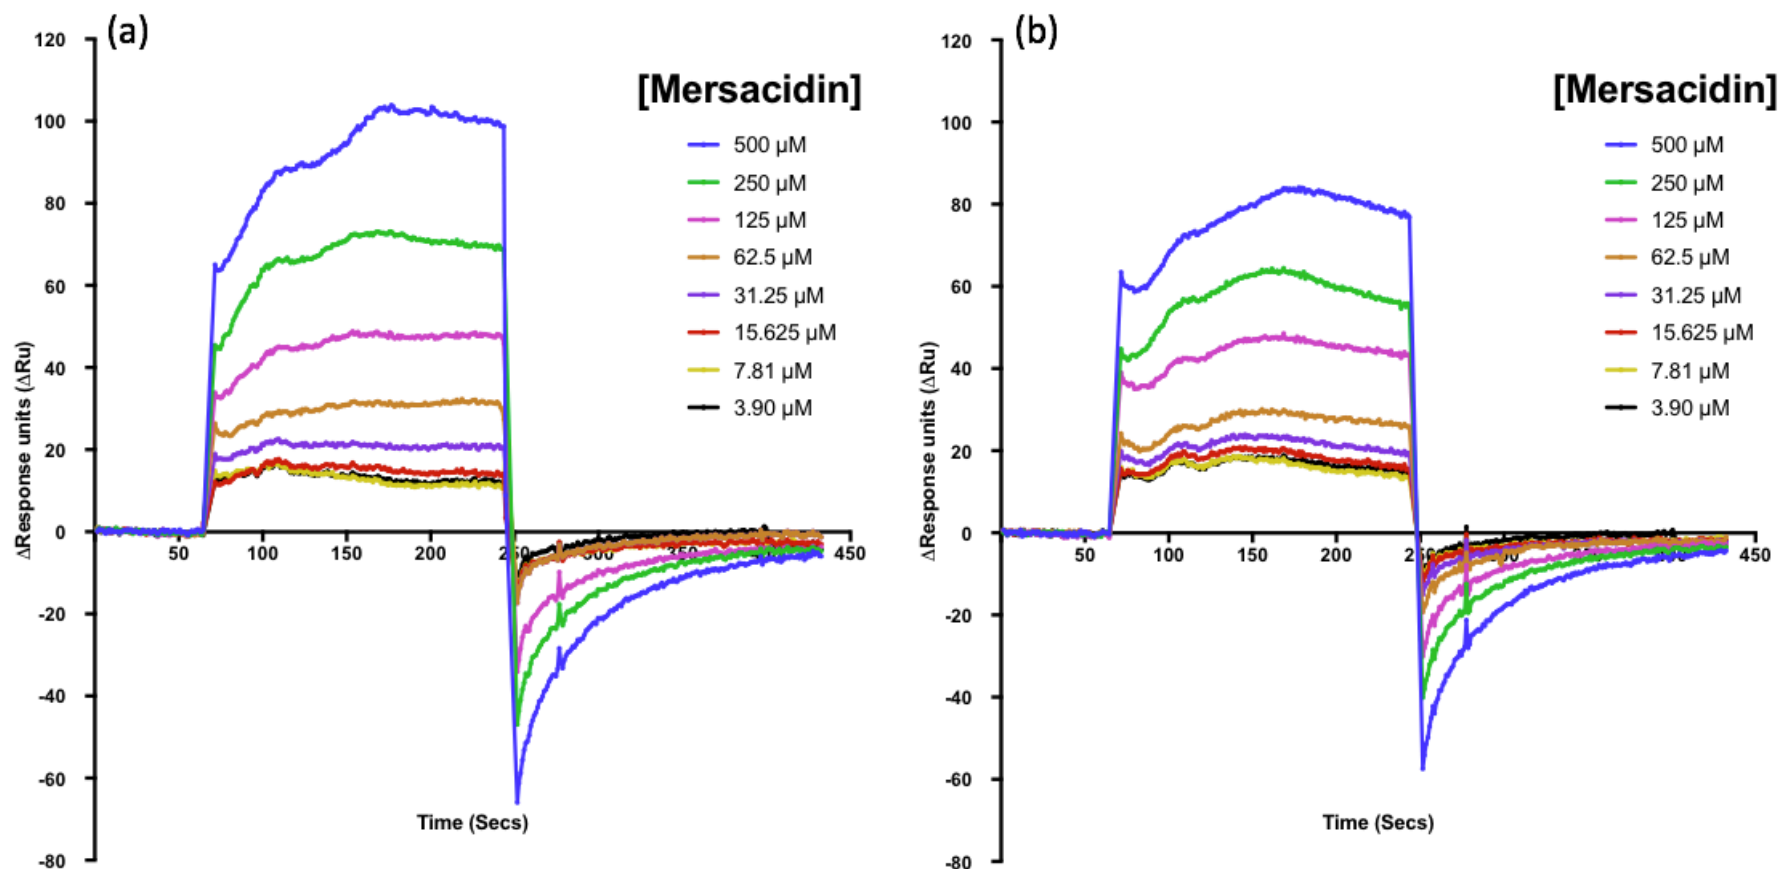 (a)
120
100
80
60
40
20
0
-20
-40
-60
-80
ΔResponse units (ΔRu)
50
100
150
200
250
300
350
450
Time (Secs)
[Mersacidin]
500 µM
250 µM
125 µM
62.5 µM
31.25 µM
15.625 µM
7.81 µM
3.90 µM
(b)
120
100
80
60
40
20
0
-20
-40
-60
-80
ΔResponse units (ΔRu)
50
100
150
200
450
Time (Secs)
[Mersacidin]
500 µM
250 µM
125 µM
62.5 µM
31.25 µM
15.625 µM
7.81 µM
3.90 µM